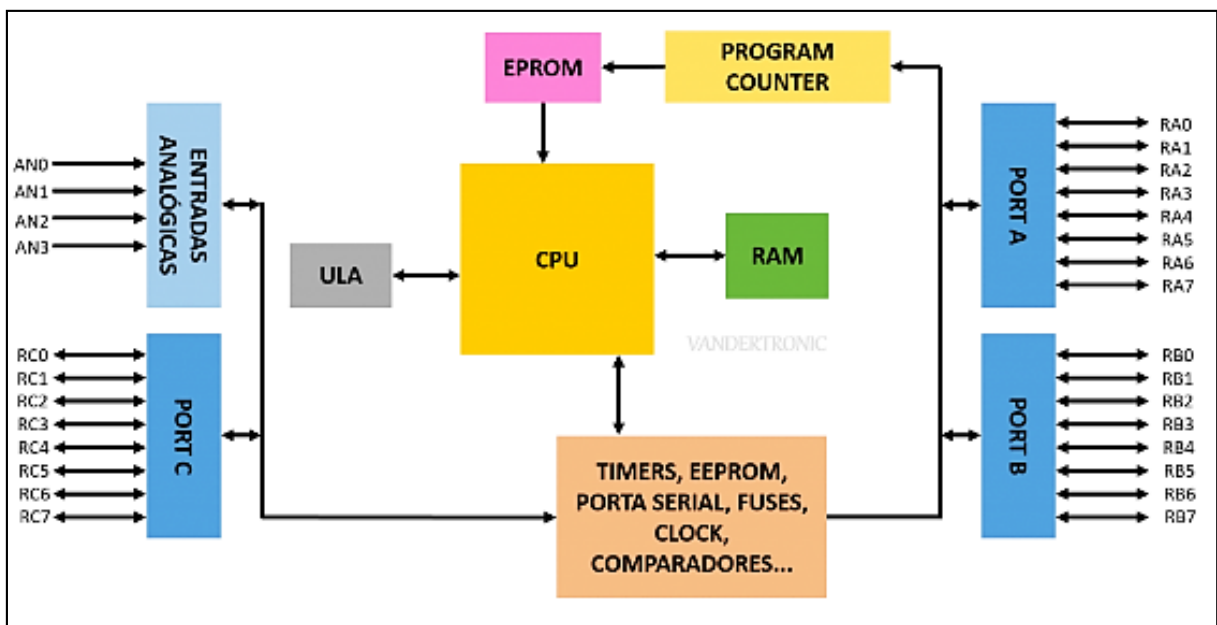 EPROM
PROGRAM
COUNTER
ENTRADAS
ANALÓGICAS
AN0
AN1
AN2
AN3
PORT A
RA0
RA1
RA2
RA3
RA4
RA5
RA6
RA7
ULA
CPU
RAM
VANDERTRONIC
PORT C
RC0
RC1
RC2
RC3
RC4
RC5
RC6
RC7
TIMERS, EEPROM,
PORTA SERIAL, FUSES,
CLOCK,
COMPARADORES...
PORT B
RB0
RB1
RB2
RB3
RB4
RB5
RB6
RB7